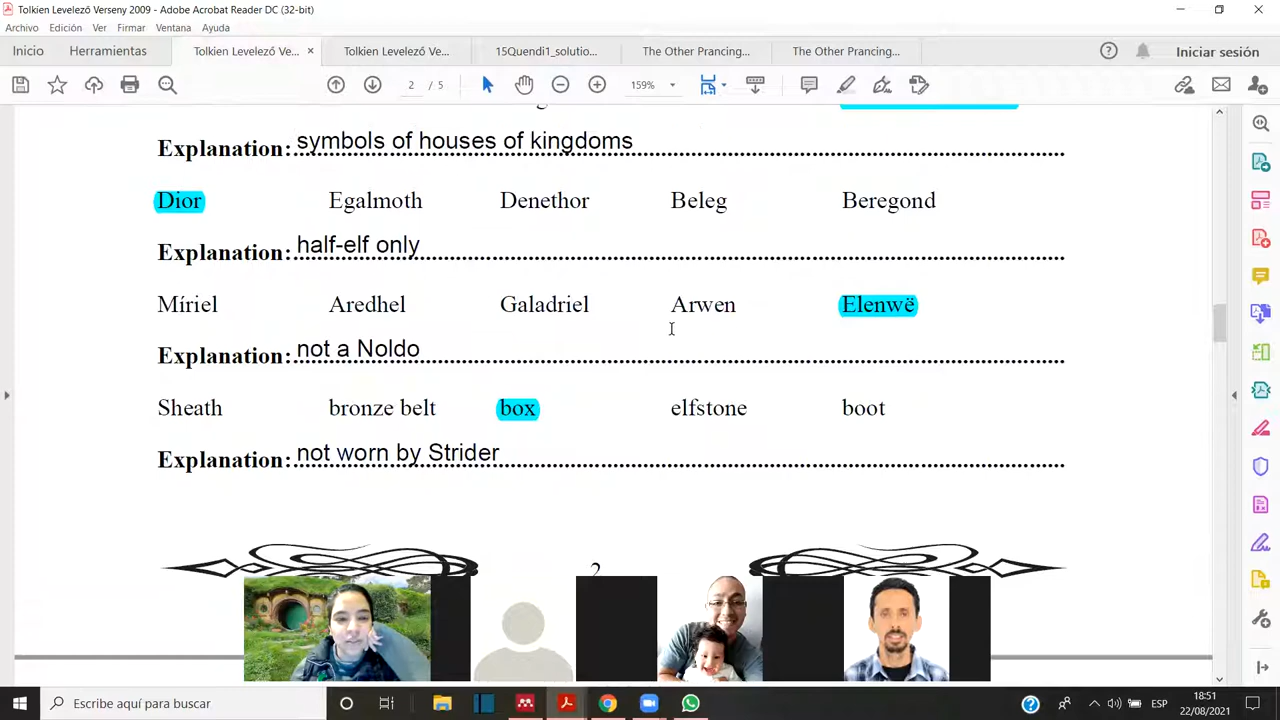 Tolkien Levelező Verseny 2009 - Adobe Acrobat Reader DC (32-bit)
Archivo Edición Ver Firmar Ventana Ayuda
Inicio Herramientas Tolkien Levelező Ve... × Tolkien Levelező Ve... 15Quendi1_solutio... The Other Prancing... The Other Prancing... Iniciar sesión
2 / 5 159%
Explanation: symbols of houses of kingdoms
Dior Egalmoth Denethor Beleg Beregond
Explanation: half-elf only
Míriel Aredhel Galadriel Arwen Elenwë
Explanation: not a Noldo
Sheath bronze belt box elfstone boot
Explanation: not worn by Strider
2
Escribe aquí para buscar
ESP
18:51
22/08/2021